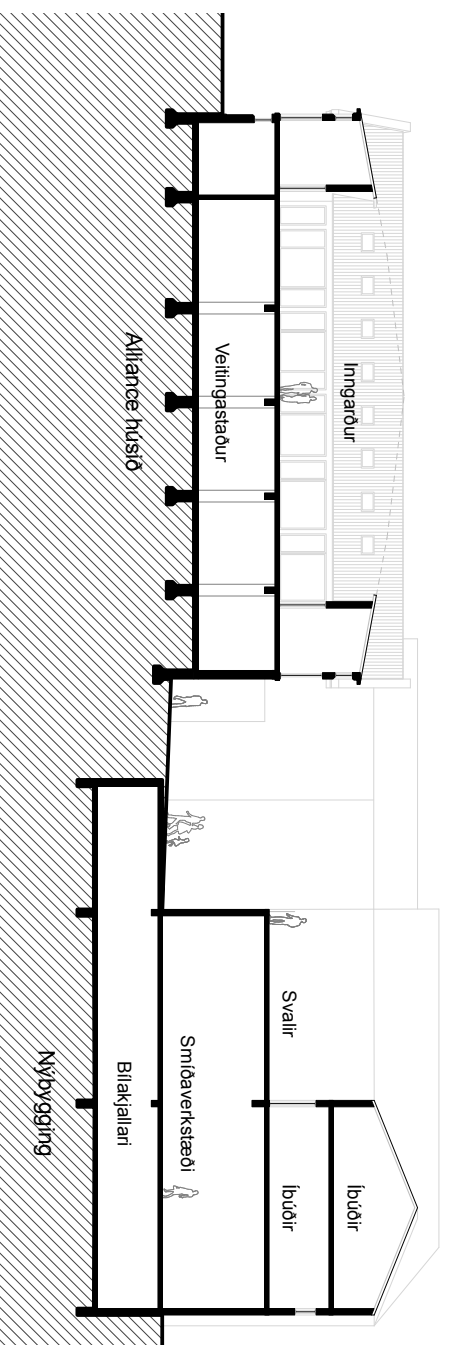 Inngarður
Veitingastaður
Alliance húsið
Svalir
Íbúðir
Íbúðir
Smíðaverkstæði
Bílakjallari
Nýbygging